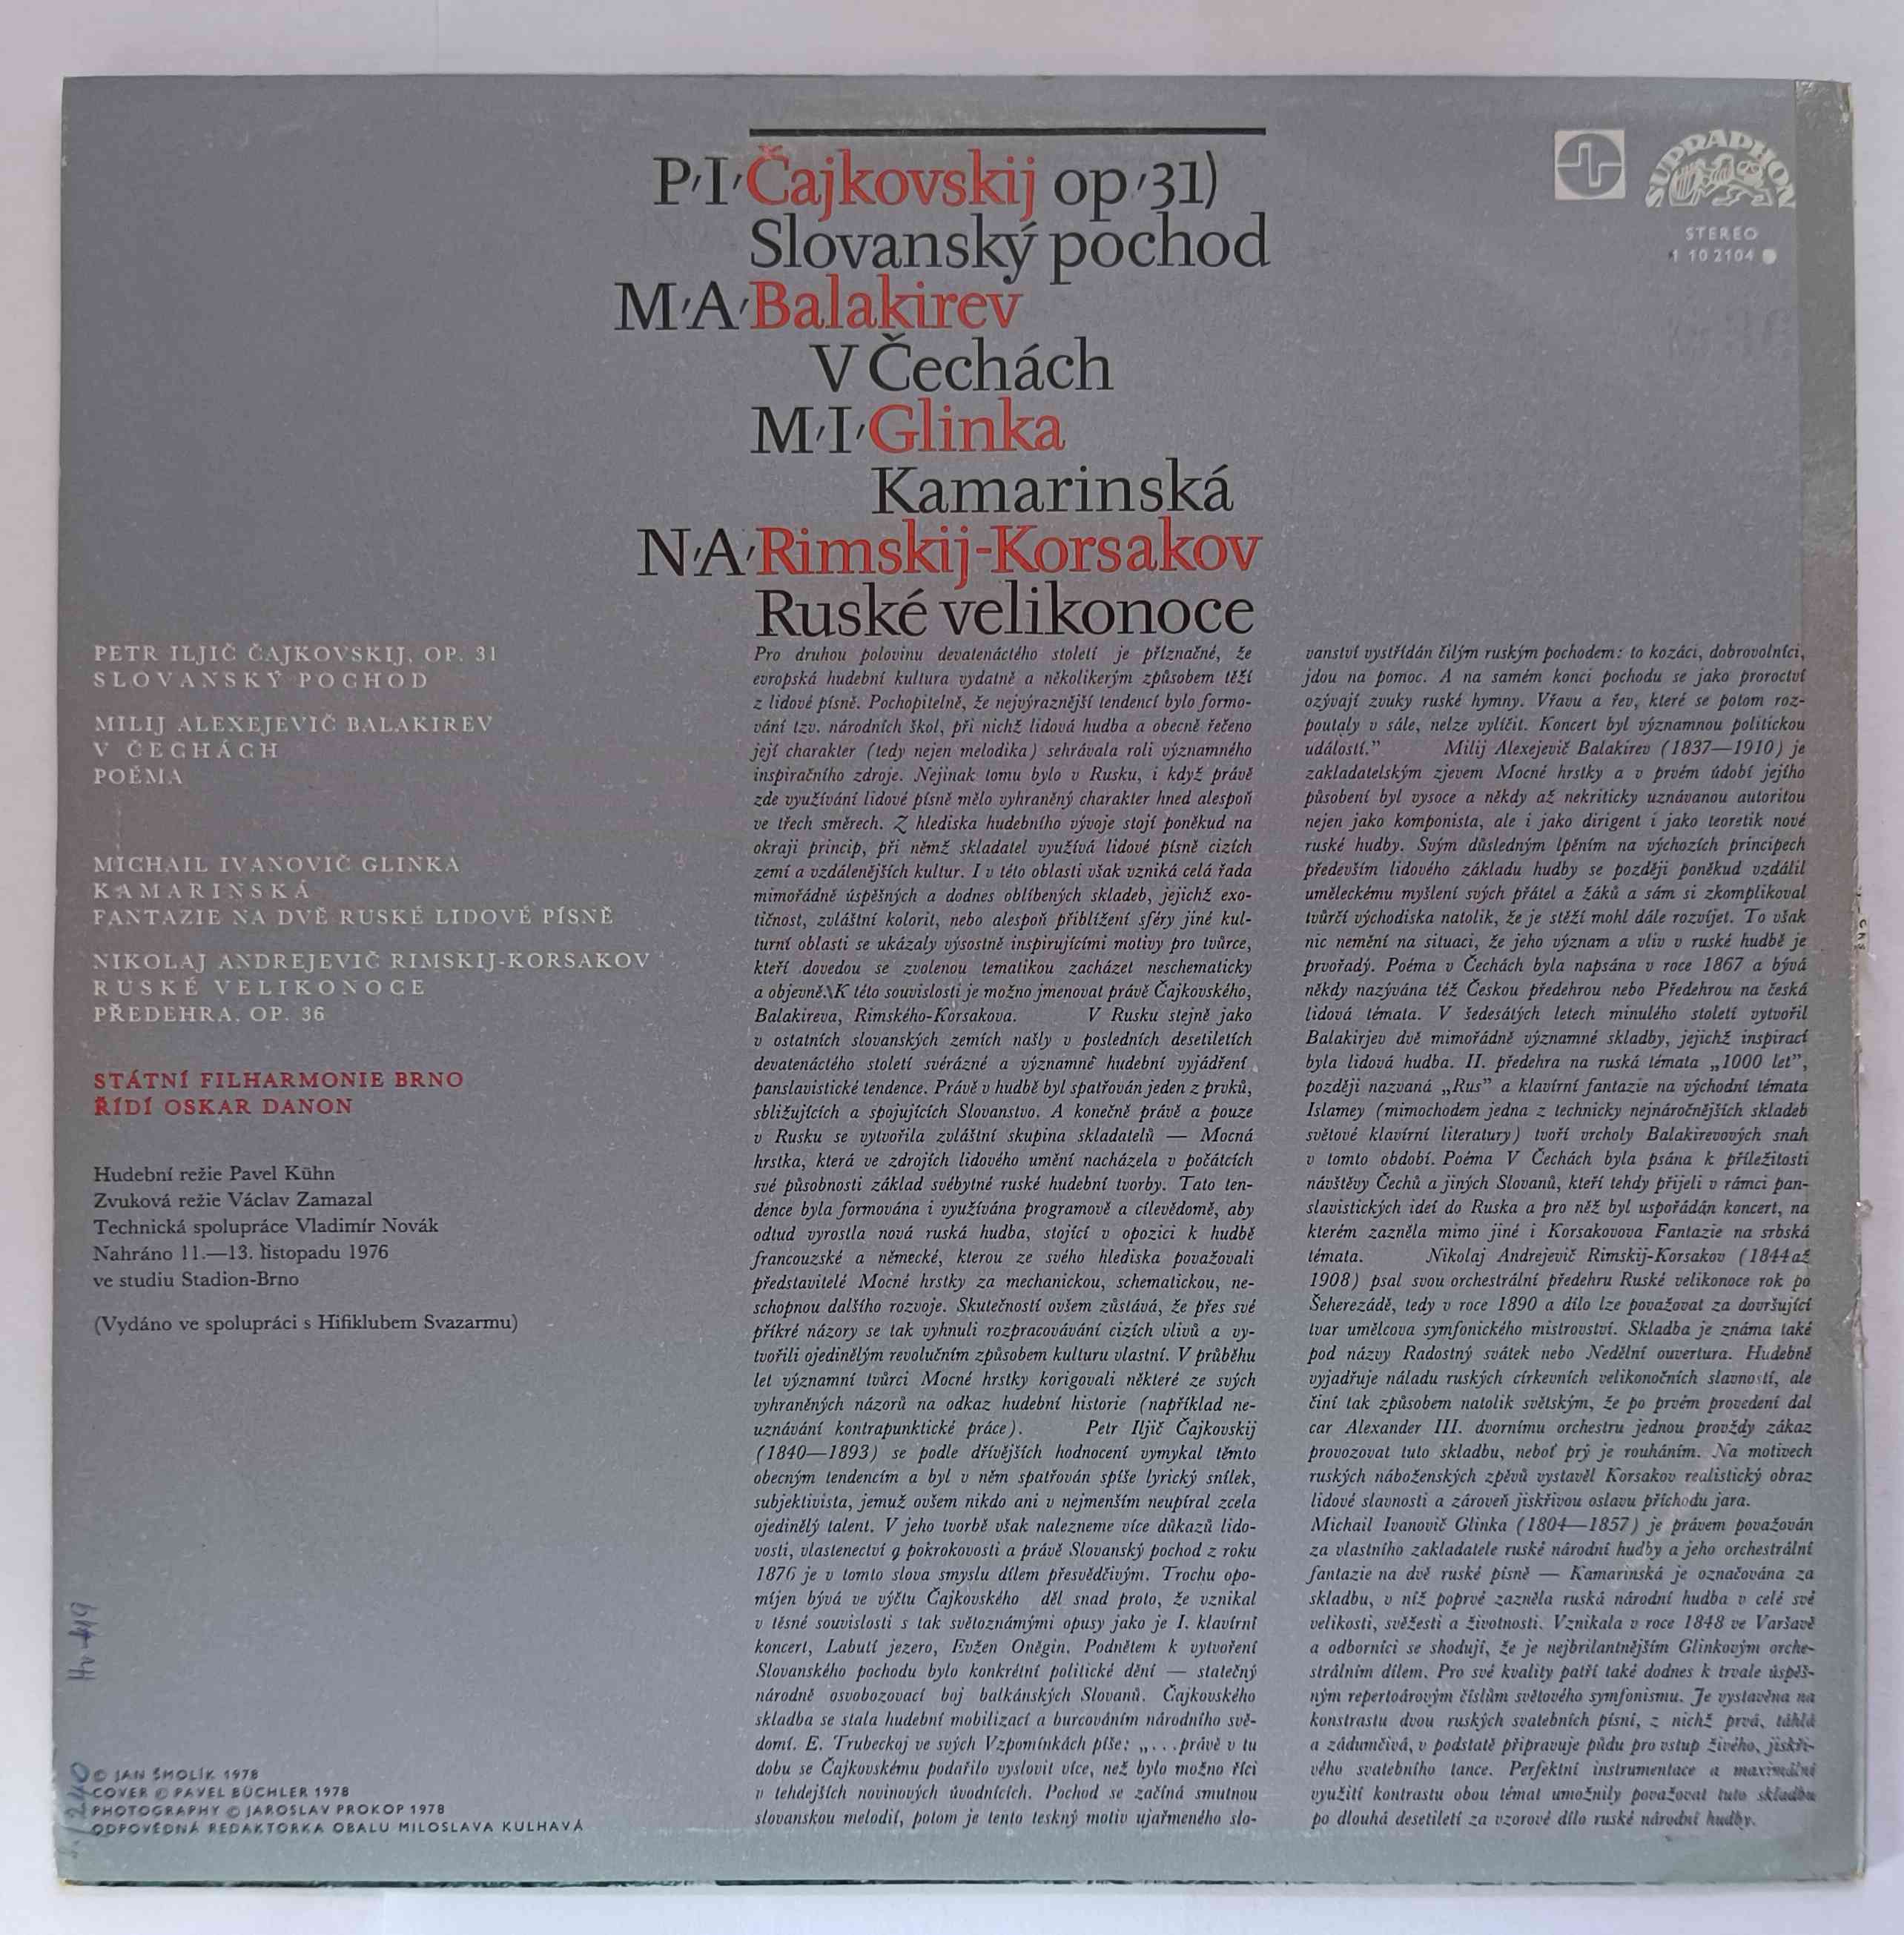 P,I,Čajkovskij op,31)
Slovanský pochod
M,A,Balakirev
V Čechách
M,I,Glinka
Kamarinská
N,A,Rimskij-Korsakov
Ruské velikonoce
SUPRAPHON
STEREO
1 10 2104
PETR ILJIČ ČAJKOVSKIJ, OP. 31
SLOVANSKÝ POCHOD
MILIJ ALEXEJEVIČ BALAKIREV
V ČECHÁCH
POÉMA
MICHAIL IVANOVIČ GLINKA
KAMARINSKÁ
FANTAZIE NA DVĚ RUSKÉ LIDOVÉ PÍSNĚ
NIKOLAJ ANDREJEVIČ RIMSKIJ-KORSAKOV
RUSKÉ VELIKONOCE
PŘEDEHRA, OP. 36
STÁTNÍ FILHARMONIE BRNO
ŘÍDÍ OSKAR DANON
Hudební režie Pavel Kühn
Zvuková režie Václav Zamazal
Technická spolupráce Vladimír Novák
Nahráno 11.—13. listopadu 1976
ve studiu Stadion-Brno
(Vydáno ve spolupráci s Hifiklubem Svazarmu)
© JAN ŠMOLÍK 1978
COVER © PAVEL BÜCHLER 1978
PHOTOGRAPHY © JAROSLAV PROKOP 1978
ODPOVĚDNÁ REDAKTORKA OBALU MILOSLAVA KULHAVÁ
Pro druhou polovinu devatenáctého století je příznačné, že
evropská hudební kultura vydatně a několikerým způsobem těží
z lidové písně. Pochopitelně, že nejvýraznější tendencí bylo formo-
vání tzv. národních škol, při nichž lidová hudba a obecně řečeno
její charakter (tedy nejen melodika) sehrávala roli významného
inspiračního zdroje. Nejinak tomu bylo v Rusku, i když právě
zde využívání lidové písně mělo vyhraněný charakter hned alespoň
ve třech směrech. Z hlediska hudebního vývoje stojí poněkud na
okraji princip, při němž skladatel využívá lidové písně cizích
zemí a vzdálenějších kultur. I v této oblasti však vzniká celá řada
mimořádně úspěšných a dodnes oblíbených skladeb, jejichž exo-
tičnost, zvláštní kolorit, nebo alespoň přiblížení sféry jiné kul-
turní oblasti se ukázaly výsostně inspirujícími motivy pro tvůrce,
kteří dovedou se zvolenou tematikou zacházet neschematicky
a objevně. K této souvislosti je možno jmenovat právě Čajkovského,
Balakireva, Rimského-Korsakova. V Rusku stejně jako
v ostatních slovanských zemích našly v posledních desetiletích
devatenáctého století svérázné a významné hudební vyjádření
panslavistické tendence. Právě v hudbě byl spatřován jeden z prvků,
sbližujících a spojujících Slovanstvo. A konečně právě a pouze
v Rusku se vytvořila zvláštní skupina skladatelů — Mocná
hrstka, která ve zdrojích lidového umění nacházela v počátcích
své působnosti základ svébytné ruské hudební tvorby. Tato ten-
dence byla formována i využívána programově a cílevědomě, aby
odtud vyrostla nová ruská hudba, stojící v opozici k hudbě
francouzské a německé, kterou ze svého hlediska považovali
představitelé Mocné hrstky za mechanickou, schematickou, ne-
schopnou dalšího rozvoje. Skutečností ovšem zůstává, že přes své
příkré názory se tak vyhnuli rozpracovávání cizích vlivů a vy-
tvořili ojedinělým revolučním způsobem kulturu vlastní. V průběhu
let významní tvůrci Mocné hrstky korigovali některé ze svých
vyhraněných názorů na odkaz hudební historie (například ne-
uznávání kontrapunktické práce). Petr Iljič Čajkovskij
(1840—1893) se podle dřívějších hodnocení vymykal těmto
obecným tendencím a byl v něm spatřován spíše lyrický snílek,
subjektivista, jemuž ovšem nikdo ani v nejmenším neupíral zcela
ojedinělý talent. V jeho tvorbě však nalezneme více důkazů lido-
vosti, vlastenectví a pokrokovosti a právě Slovanský pochod z roku
1876 je v tomto slova smyslu dílem přesvědčivým. Trochu opo-
míjen bývá ve výčtu Čajkovského děl snad proto, že vznikal
v těsné souvislosti s tak světoznámými opusy jako je I. klavírní
koncert, Labutí jezero, Evžen Oněgin. Podnětem k vytvoření
Slovanského pochodu bylo konkrétní politické dění — statečný
národně osvobozovací boj balkánských Slovanů. Čajkovského
skladba se stala hudební mobilizací a burcováním národního svě-
domí. E. Trubeckoj ve svých Vzpomínkách píše: „...právě v tu
dobu se Čajkovskému podařilo vyslovit více, než bylo možno říci
v tehdejších novinových úvodnících. Pochod se začíná smutnou
slovanskou melodií, potom je tento teskný motiv ujařmeného slo-
vanství vystřídán čilým ruským pochodem: to kozáci, dobrovolníci,
jdou na pomoc. A na samém konci pochodu se jako proroctví
ozývají zvuky ruské hymny. Vřavu a řev, které se potom roz-
poutaly v sále, nelze vylíčit. Koncert byl významnou politickou
událostí.” Milij Alexejevič Balakirev (1837—1910) je
zakladatelským zjevem Mocné hrstky a v prvém údobí jejího
působení byl vysoce a někdy až nekriticky uznávanou autoritou
nejen jako komponista, ale i jako dirigent i jako teoretik nové
ruské hudby. Svým důsledným lpěním na výchozích principech
především lidového základu hudby se později poněkud vzdálil
uměleckému myšlení svých přátel a žáků a sám si zkomplikoval
tvůrčí východiska natolik, že je stěží mohl dále rozvíjet. To však
nic nemění na situaci, že jeho význam a vliv v ruské hudbě je
prvořadý. Poéma v Čechách byla napsána v roce 1867 a bývá
někdy nazývána též Českou předehrou nebo Předehrou na česká
lidová témata. V šedesátých letech minulého století vytvořil
Balakirjev dvě mimořádně významné skladby, jejichž inspirací
byla lidová hudba. II. předehra na ruská témata „1000 let”,
později nazvaná „Rus” a klavírní fantazie na východní témata
Islamey (mimochodem jedna z technicky nejnáročnějších skladeb
světové klavírní literatury) tvoří vrcholy Balakirevových snah
v tomto období. Poéma V Čechách byla psána k příležitosti
návštěvy Čechů a jiných Slovanů, kteří tehdy přijeli v rámci pan-
slavistických idejí do Ruska a pro něž byl uspořádán koncert, na
kterém zazněla mimo jiné i Korsakovova Fantazie na srbská
témata. Nikolaj Andrejevič Rimskij-Korsakov (1844až
1908) psal svou orchestrální předehru Ruské velikonoce rok po
Šeherezádě, tedy v roce 1890 a dílo lze považovat za dovršující
tvar umělcova symfonického mistrovství. Skladba je známa také
pod názvy Radostný svátek nebo Nedělní ouvertura. Hudebně
vyjadřuje náladu ruských církevních velikonočních slavností, ale
činí tak způsobem natolik světským, že po prvém provedení dal
car Alexander III. dvornímu orchestru jednou provždy zákaz
provozovat tuto skladbu, neboť prý je rouháním. Na motivech
ruských náboženských zpěvů vystavěl Korsakov realistický obraz
lidové slavnosti a zároveň jiskřivou oslavu příchodu jara.
Michail Ivanovič Glinka (1804—1857) je právem považován
za vlastního zakladatele ruské národní hudby a jeho orchestrální
fantazie na dvě ruské písně — Kamarinská je označována za
skladbu, v níž poprvé zazněla ruská národní hudba v celé své
velikosti, svěžesti a životnosti. Vznikala v roce 1848 ve Varšavě
a odborníci se shodují, že je nejbrilantnějším Glinkovým orche-
strálním dílem. Pro své kvality patří také dodnes k trvale úspěš-
ným repertoárovým číslům světového symfonismu. Je vystavěna na
konstrastu dvou ruských svatebních písní, z nichž prvá, táhlá
a zádumčivá, v podstatě připravuje půdu pro vstup živého, jiskři-
vého svatebního tance. Perfektní instrumentace a maximální
využití kontrastu obou témat umožnily považovat tuto skladbu
po dlouhá desetiletí za vzorové dílo ruské národní hudby.